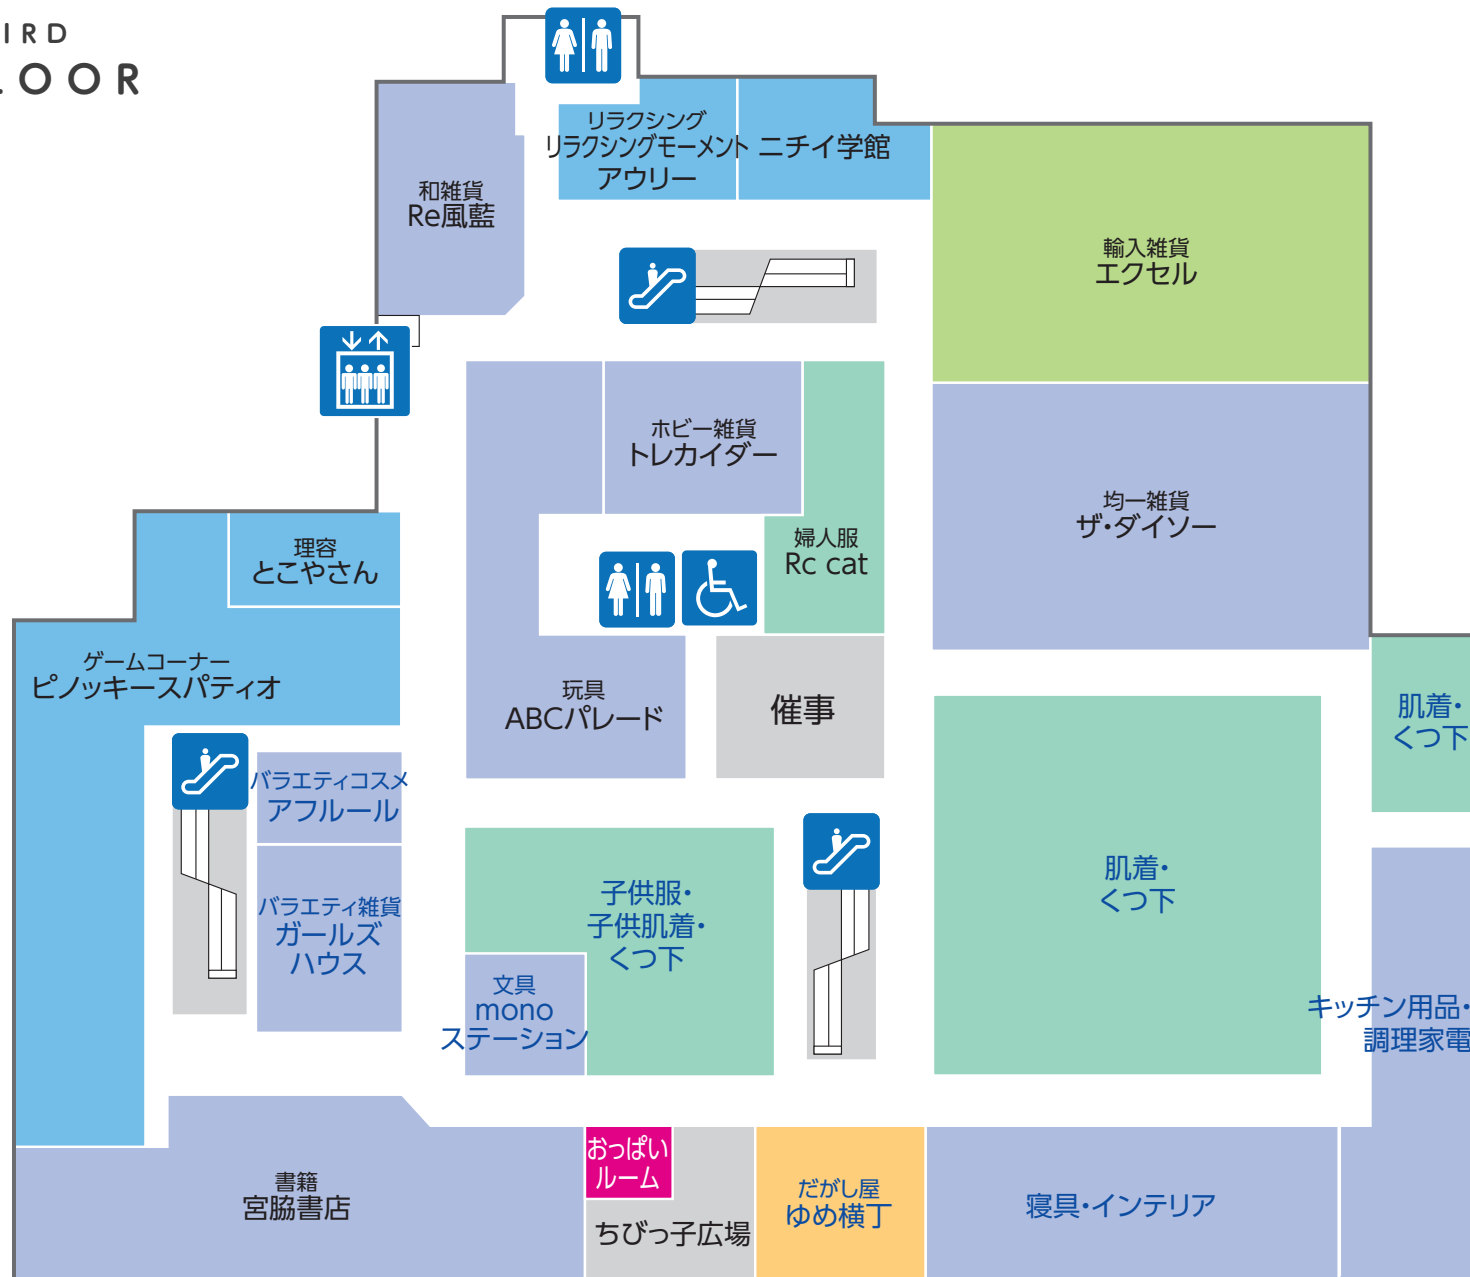 IRD
LOOR
リラクシング
リラクシングモーメント
アウリー
ニチイ学館
和雑貨
Re風藍
輸入雑貨
エクセル
ホビー雑貨
トレカイダー
均一雑貨
ザ・ダイソー
婦人服
Rc cat
理容
とこやさん
ゲームコーナー
ピノッキースパティオ
玩具
ABCパレード
催事
肌着・
くつ下
バラエティコスメ
アフルール
バラエティ雑貨
ガールズ
ハウス
子供服・
子供肌着・
くつ下
肌着・
くつ下
文具
mono
ステーション
キッチン用品・
調理家電
おっぱい
ルーム
ちびっ子広場
だがし屋
ゆめ横丁
寝具・インテリア
書籍
宮脇書店